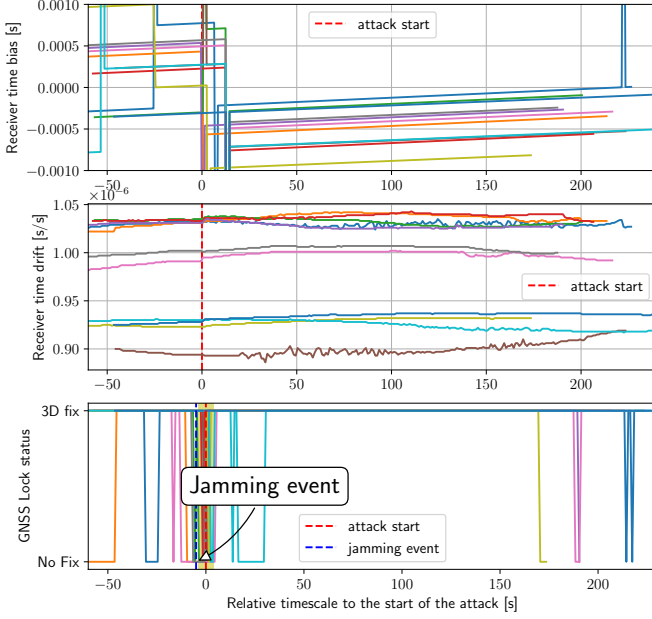 0.0010
0.0005
0.0000
−0.0005
−0.0010
Receiver time bias [s]
attack start
−50
0
50
100
150
200
×10⁻⁶
1.05
1.00
0.95
0.90
Receiver time drift [s/s]
attack start
−50
0
50
100
150
200
3D fix
No Fix
GNSS Lock status
Jamming event
attack start
jamming event
−50
0
50
100
150
200
Relative timescale to the start of the attack [s]